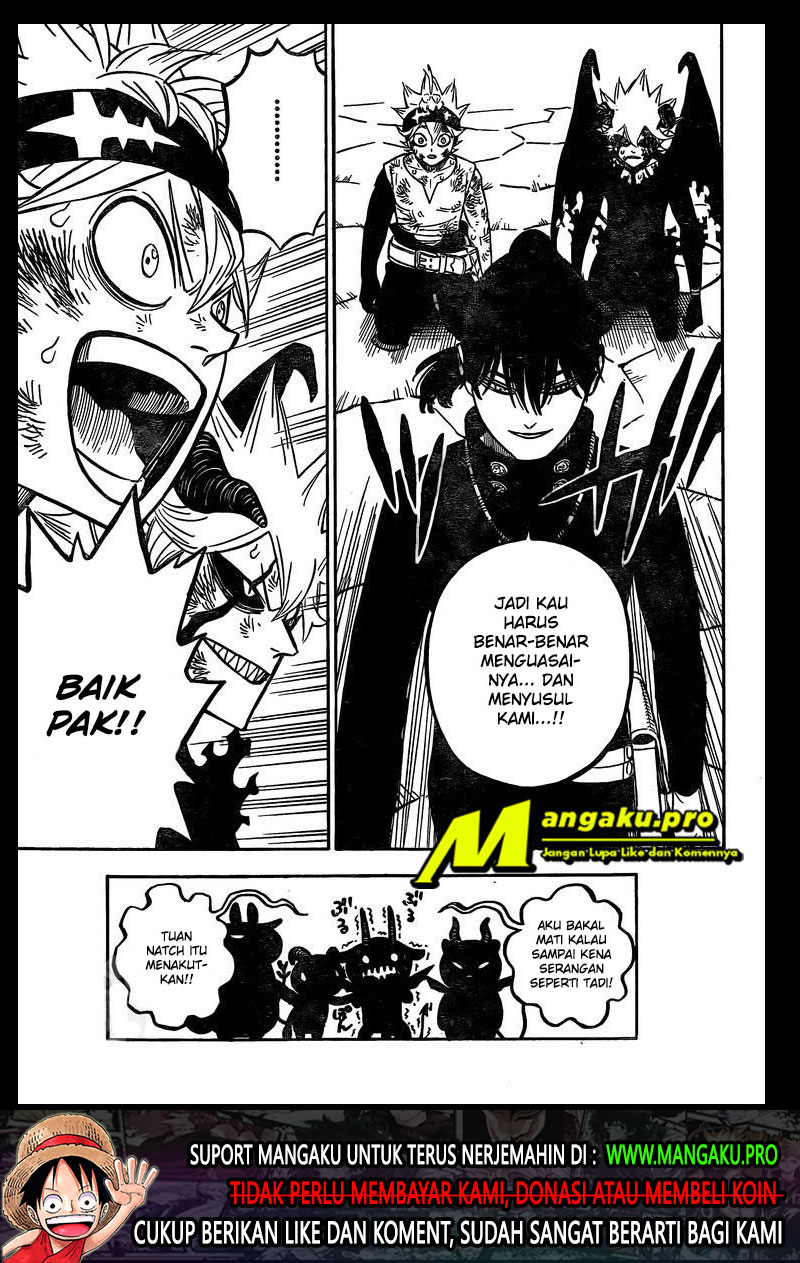 JADI KAU
HARUS
BENAR-BENAR
MENGUASAI-
NYA... DAN
MENYUSUL
KAMI...!!
............
BAIK
PAK!!
AKU BAKAL
MATI KALAU
SAMPAI KENA
SERANGAN
SEPERTI TADI!
TUAN
NATCH ITU
MENAKUT-
KAN!!
Mangaku.pro
Jangan Lupa Like dan Komennya
SUPORT MANGAKU UNTUK TERUS NERJEMAHIN DI : WWW.MANGAKU.PRO
TIDAK PERLU MEMBAYAR KAMI, DONASI ATAU MEMBELI KOIN
CUKUP BERIKAN LIKE DAN KOMENT, SUDAH SANGAT BERARTI BAGI KAMI